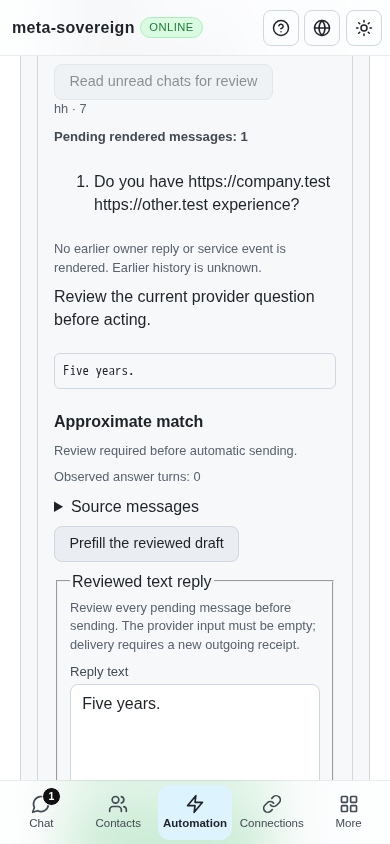 meta-sovereign ONLINE
Read unread chats for review
hh · 7
Pending rendered messages: 1
1. Do you have https://company.test
https://other.test experience?
No earlier owner reply or service event is
rendered. Earlier history is unknown.
Review the current provider question
before acting.
Five years.
Approximate match
Review required before automatic sending.
Observed answer turns: 0
Source messages
Prefill the reviewed draft
Reviewed text reply
Review every pending message before
sending. The provider input must be empty;
delivery requires a new outgoing receipt.
Reply text
Five years.
1
Chat Contacts Automation Connections More